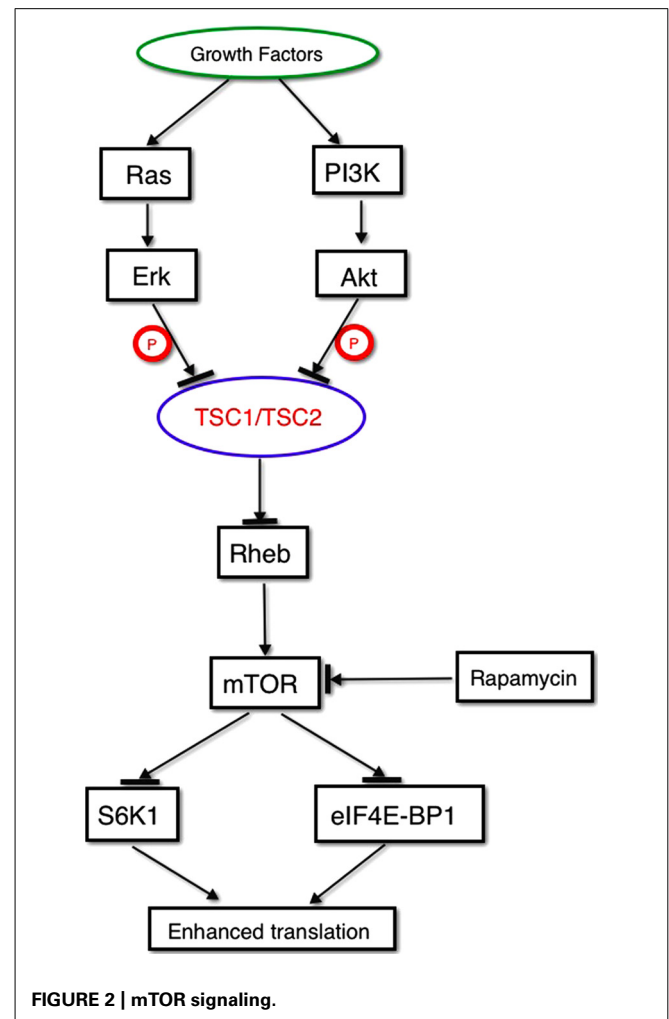 Growth Factors
Ras
PI3K
Erk
Akt
P
P
TSC1/TSC2
Rheb
mTOR
Rapamycin
S6K1
eIF4E-BP1
Enhanced translation
FIGURE 2 | mTOR signaling.